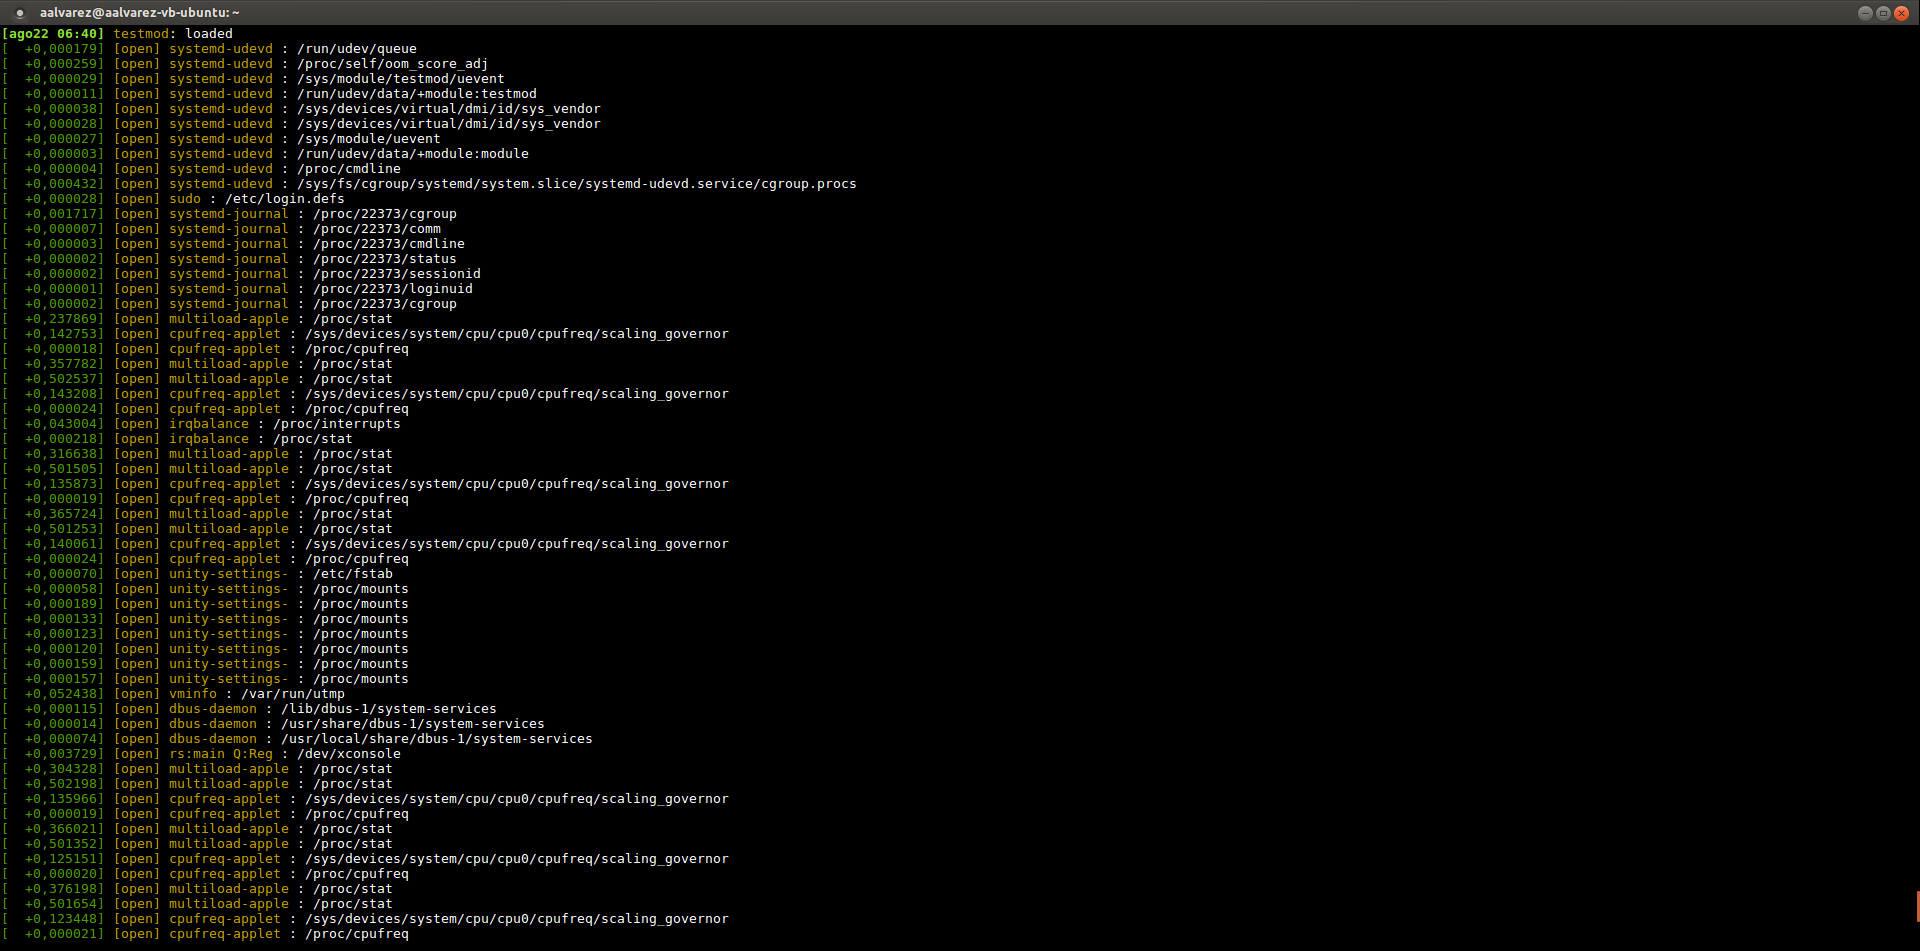 aalvarez@aalvarez-vb-ubuntu: ~
[ago22 06:40] testmod: loaded
[  +0,000179] [open] systemd-udevd : /run/udev/queue
[  +0,000259] [open] systemd-udevd : /proc/self/oom_score_adj
[  +0,000029] [open] systemd-udevd : /sys/module/testmod/uevent
[  +0,000011] [open] systemd-udevd : /run/udev/data/+module:testmod
[  +0,000038] [open] systemd-udevd : /sys/devices/virtual/dmi/id/sys_vendor
[  +0,000028] [open] systemd-udevd : /sys/devices/virtual/dmi/id/sys_vendor
[  +0,000027] [open] systemd-udevd : /sys/module/uevent
[  +0,000003] [open] systemd-udevd : /run/udev/data/+module:module
[  +0,000004] [open] systemd-udevd : /proc/cmdline
[  +0,000432] [open] systemd-udevd : /sys/fs/cgroup/systemd/system.slice/systemd-udevd.service/cgroup.procs
[  +0,000028] [open] sudo : /etc/login.defs
[  +0,001717] [open] systemd-journal : /proc/22373/cgroup
[  +0,000007] [open] systemd-journal : /proc/22373/comm
[  +0,000003] [open] systemd-journal : /proc/22373/cmdline
[  +0,000002] [open] systemd-journal : /proc/22373/status
[  +0,000002] [open] systemd-journal : /proc/22373/sessionid
[  +0,000001] [open] systemd-journal : /proc/22373/loginuid
[  +0,000002] [open] systemd-journal : /proc/22373/cgroup
[  +0,237869] [open] multiload-apple : /proc/stat
[  +0,142753] [open] cpufreq-applet : /sys/devices/system/cpu/cpu0/cpufreq/scaling_governor
[  +0,000018] [open] cpufreq-applet : /proc/cpufreq
[  +0,357782] [open] multiload-apple : /proc/stat
[  +0,502537] [open] multiload-apple : /proc/stat
[  +0,143208] [open] cpufreq-applet : /sys/devices/system/cpu/cpu0/cpufreq/scaling_governor
[  +0,000024] [open] cpufreq-applet : /proc/cpufreq
[  +0,043004] [open] irqbalance : /proc/interrupts
[  +0,000218] [open] irqbalance : /proc/stat
[  +0,316638] [open] multiload-apple : /proc/stat
[  +0,501505] [open] multiload-apple : /proc/stat
[  +0,135873] [open] cpufreq-applet : /sys/devices/system/cpu/cpu0/cpufreq/scaling_governor
[  +0,000019] [open] cpufreq-applet : /proc/cpufreq
[  +0,365724] [open] multiload-apple : /proc/stat
[  +0,501253] [open] multiload-apple : /proc/stat
[  +0,140061] [open] cpufreq-applet : /sys/devices/system/cpu/cpu0/cpufreq/scaling_governor
[  +0,000024] [open] cpufreq-applet : /proc/cpufreq
[  +0,000070] [open] unity-settings- : /etc/fstab
[  +0,000058] [open] unity-settings- : /proc/mounts
[  +0,000189] [open] unity-settings- : /proc/mounts
[  +0,000133] [open] unity-settings- : /proc/mounts
[  +0,000123] [open] unity-settings- : /proc/mounts
[  +0,000120] [open] unity-settings- : /proc/mounts
[  +0,000159] [open] unity-settings- : /proc/mounts
[  +0,000157] [open] unity-settings- : /proc/mounts
[  +0,052438] [open] vminfo : /var/run/utmp
[  +0,000115] [open] dbus-daemon : /lib/dbus-1/system-services
[  +0,000014] [open] dbus-daemon : /usr/share/dbus-1/system-services
[  +0,000074] [open] dbus-daemon : /usr/local/share/dbus-1/system-services
[  +0,003729] [open] rs:main Q:Reg : /dev/xconsole
[  +0,304328] [open] multiload-apple : /proc/stat
[  +0,502198] [open] multiload-apple : /proc/stat
[  +0,135966] [open] cpufreq-applet : /sys/devices/system/cpu/cpu0/cpufreq/scaling_governor
[  +0,000019] [open] cpufreq-applet : /proc/cpufreq
[  +0,366021] [open] multiload-apple : /proc/stat
[  +0,501352] [open] multiload-apple : /proc/stat
[  +0,125151] [open] cpufreq-applet : /sys/devices/system/cpu/cpu0/cpufreq/scaling_governor
[  +0,000020] [open] cpufreq-applet : /proc/cpufreq
[  +0,376198] [open] multiload-apple : /proc/stat
[  +0,501654] [open] multiload-apple : /proc/stat
[  +0,123448] [open] cpufreq-applet : /sys/devices/system/cpu/cpu0/cpufreq/scaling_governor
[  +0,000021] [open] cpufreq-applet : /proc/cpufreq